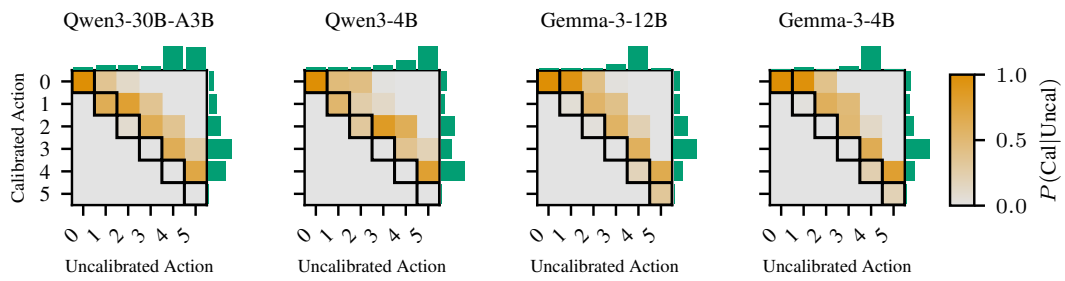 Qwen3-30B-A3B
Qwen3-4B
Gemma-3-12B
Gemma-3-4B
Calibrated Action
0
1
2
3
4
5
0 1 2 3 4 5
0 1 2 3 4 5
0 1 2 3 4 5
0 1 2 3 4 5
Uncalibrated Action
Uncalibrated Action
Uncalibrated Action
Uncalibrated Action
1.0
0.5
0.0
P(Cal|Uncal)